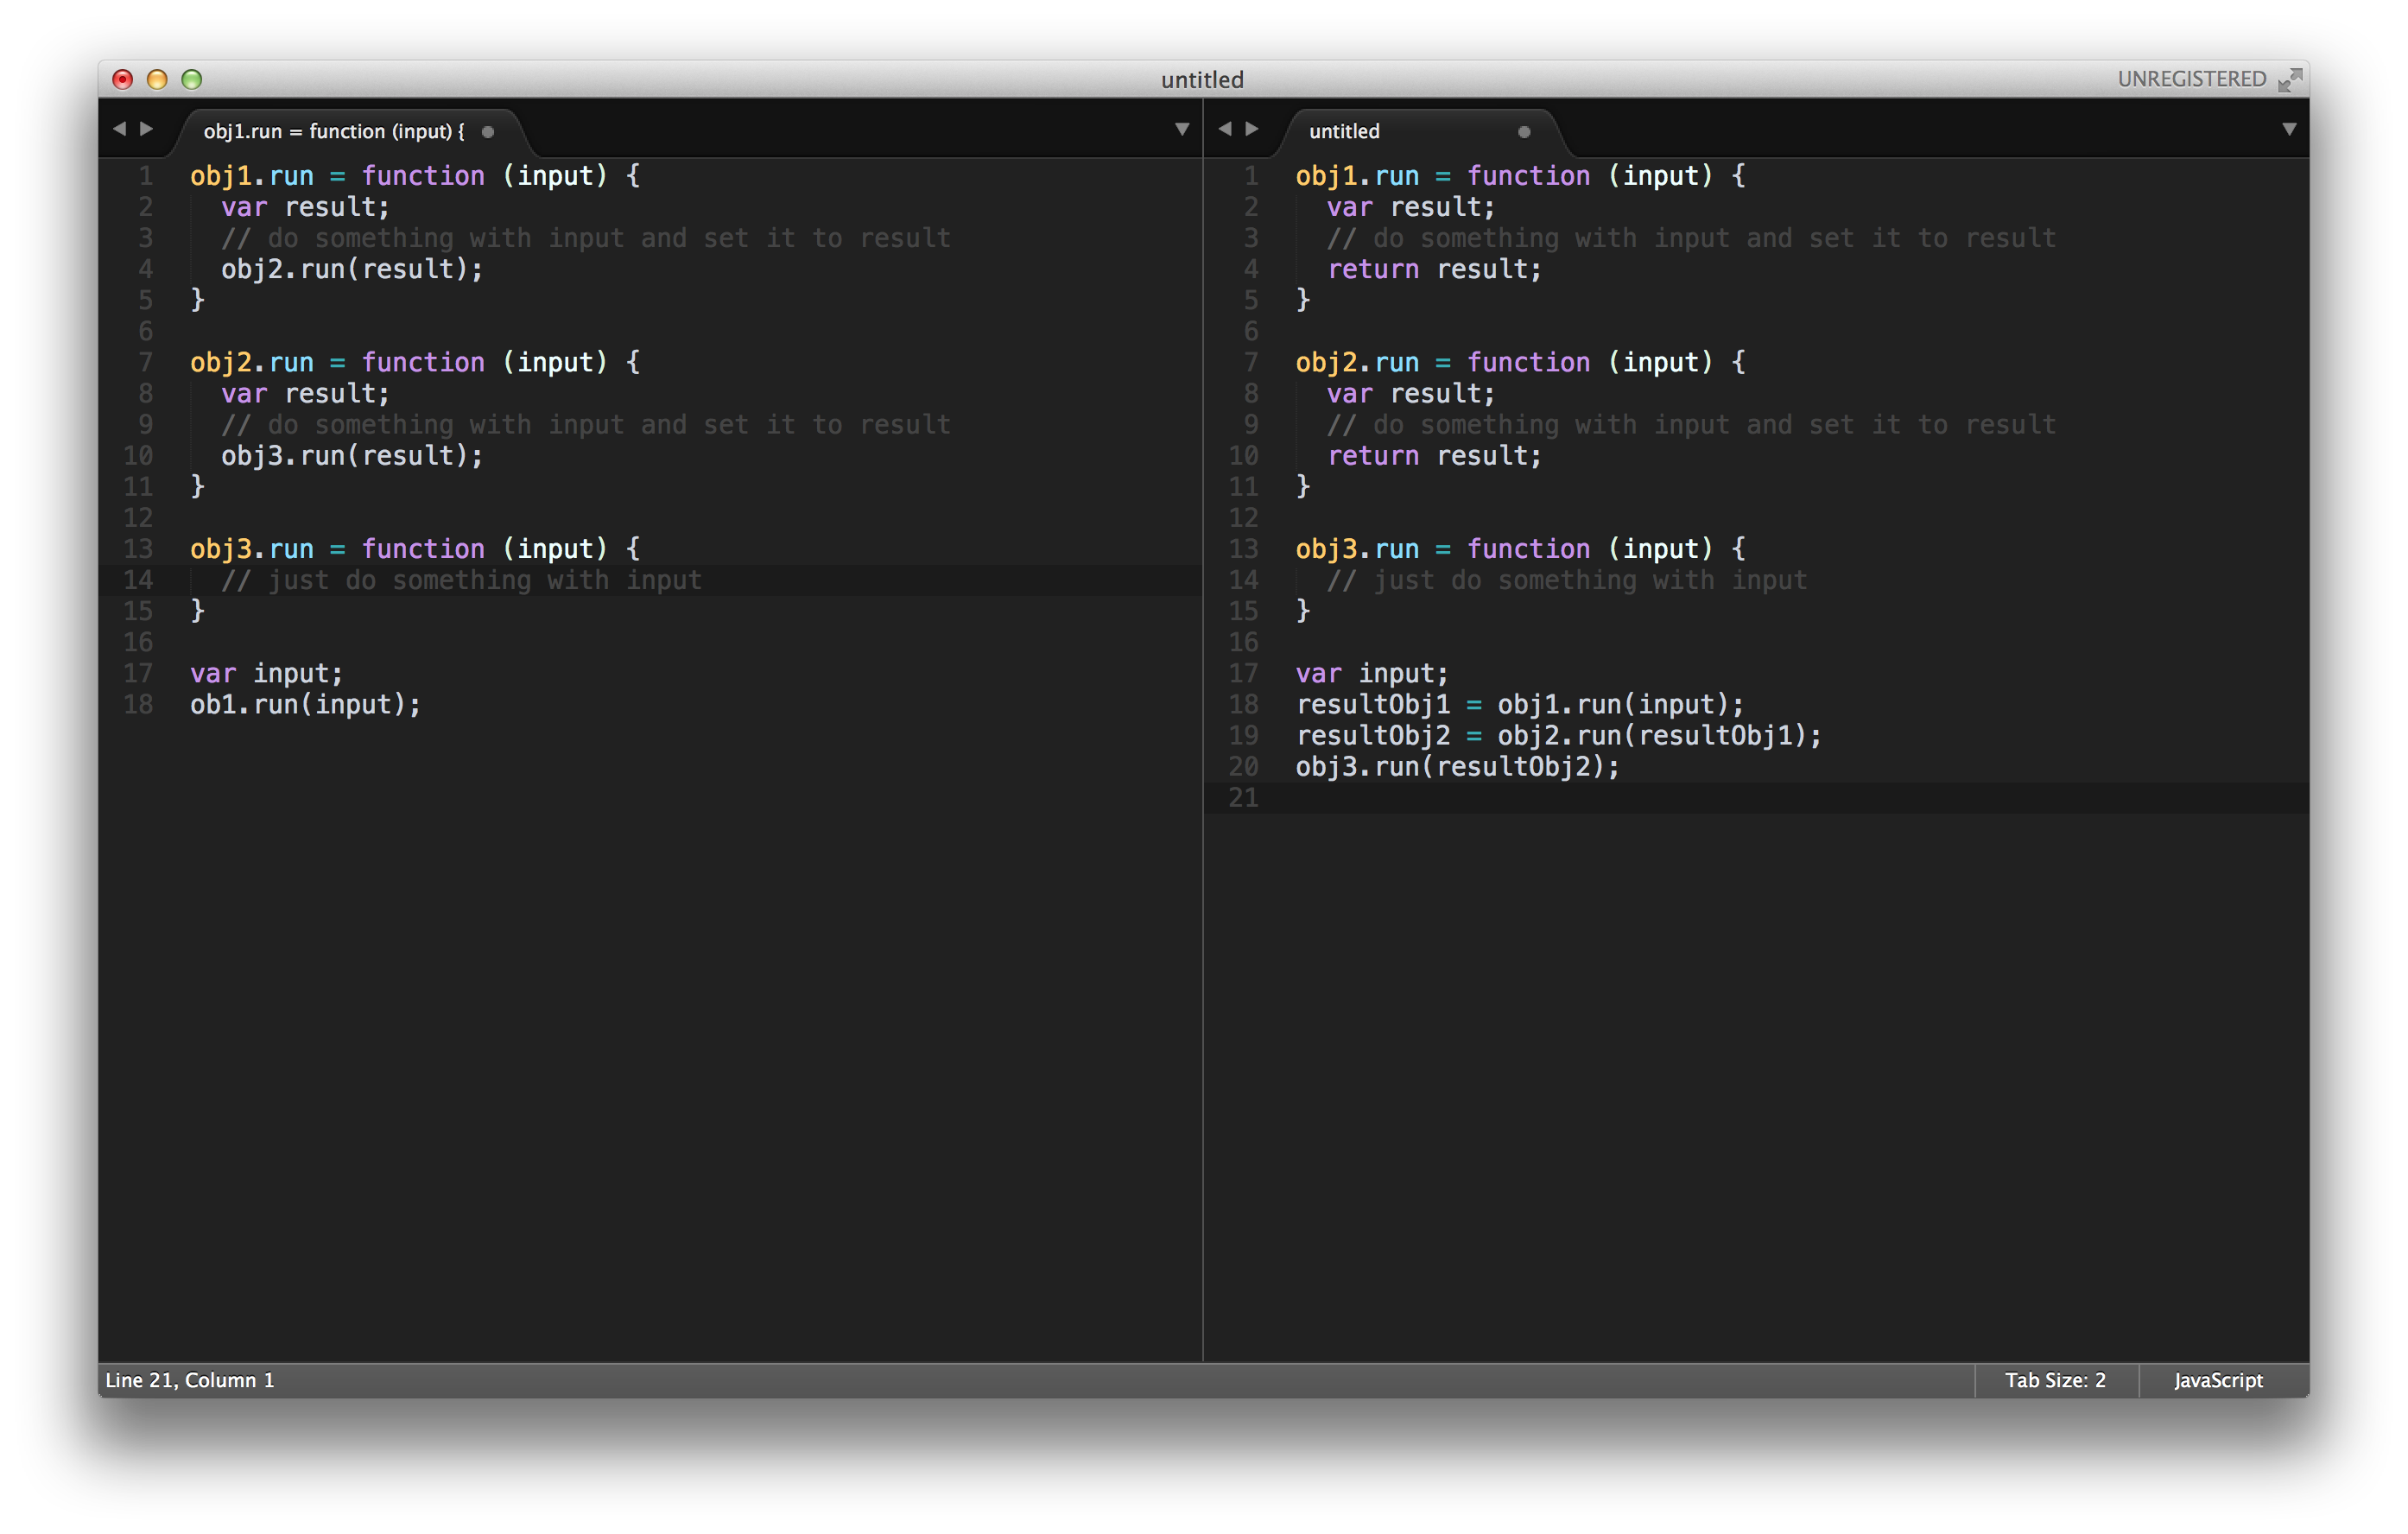 untitled
UNREGISTERED
obj1.run = function (input) {
1 obj1.run = function (input) {
2 var result;
3 // do something with input and set it to result
4 obj2.run(result);
5 }
6
7 obj2.run = function (input) {
8 var result;
9 // do something with input and set it to result
10 obj3.run(result);
11 }
12
13 obj3.run = function (input) {
14 // just do something with input
15 }
16
17 var input;
18 ob1.run(input);
untitled
1 obj1.run = function (input) {
2 var result;
3 // do something with input and set it to result
4 return result;
5 }
6
7 obj2.run = function (input) {
8 var result;
9 // do something with input and set it to result
10 return result;
11 }
12
13 obj3.run = function (input) {
14 // just do something with input
15 }
16
17 var input;
18 resultObj1 = obj1.run(input);
19 resultObj2 = obj2.run(resultObj1);
20 obj3.run(resultObj2);
21
Line 21, Column 1
Tab Size: 2
JavaScript